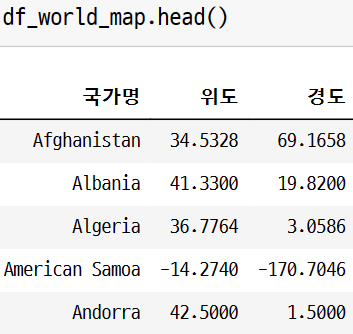 df_world_map.head()
국가명 위도 경도
Afghanistan 34.5328 69.1658
Albania 41.3300 19.8200
Algeria 36.7764 3.0586
American Samoa -14.2740 -170.7046
Andorra 42.5000 1.5000